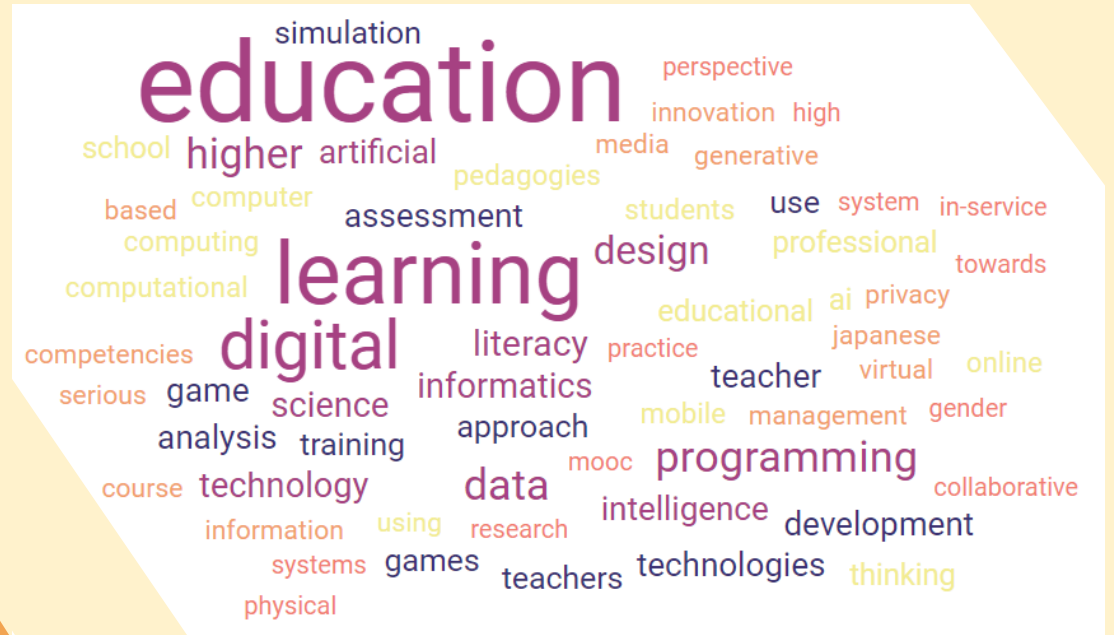 simulation
education
perspective
innovation high
school higher artificial
media
generative
pedagogies
based computer
assessment
students use system in-service
computing
learning design professional
towards
computational
educational ai privacy
japanese
competencies digital literacy practice
virtual online
serious game science informatics teacher
mobile management gender
analysis training approach
mooc programming
course technology data
collaborative
intelligence
information using research development
systems games teachers technologies thinking
physical